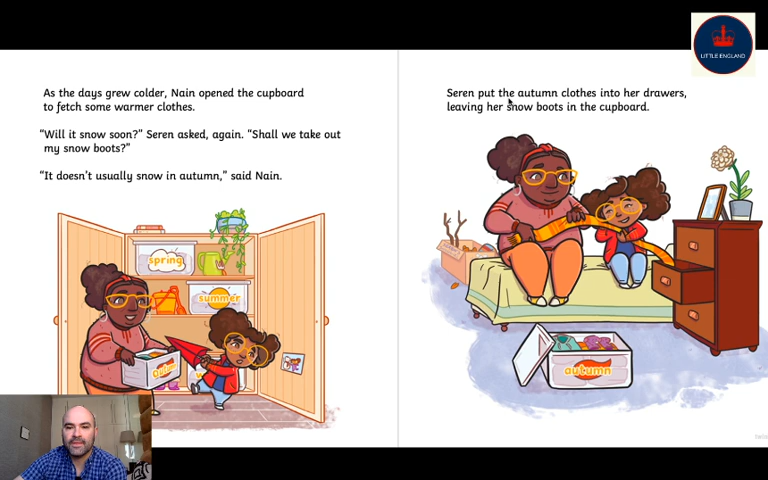 As the days grew colder, Nain opened the cupboard
to fetch some warmer clothes.
“Will it snow soon?” Seren asked, again. “Shall we take out
my snow boots?”
“It doesn’t usually snow in autumn,” said Nain.
spring
summer
autumn
Seren put the autumn clothes into her drawers,
leaving her snow boots in the cupboard.
autumn
LITTLE ENGLAND